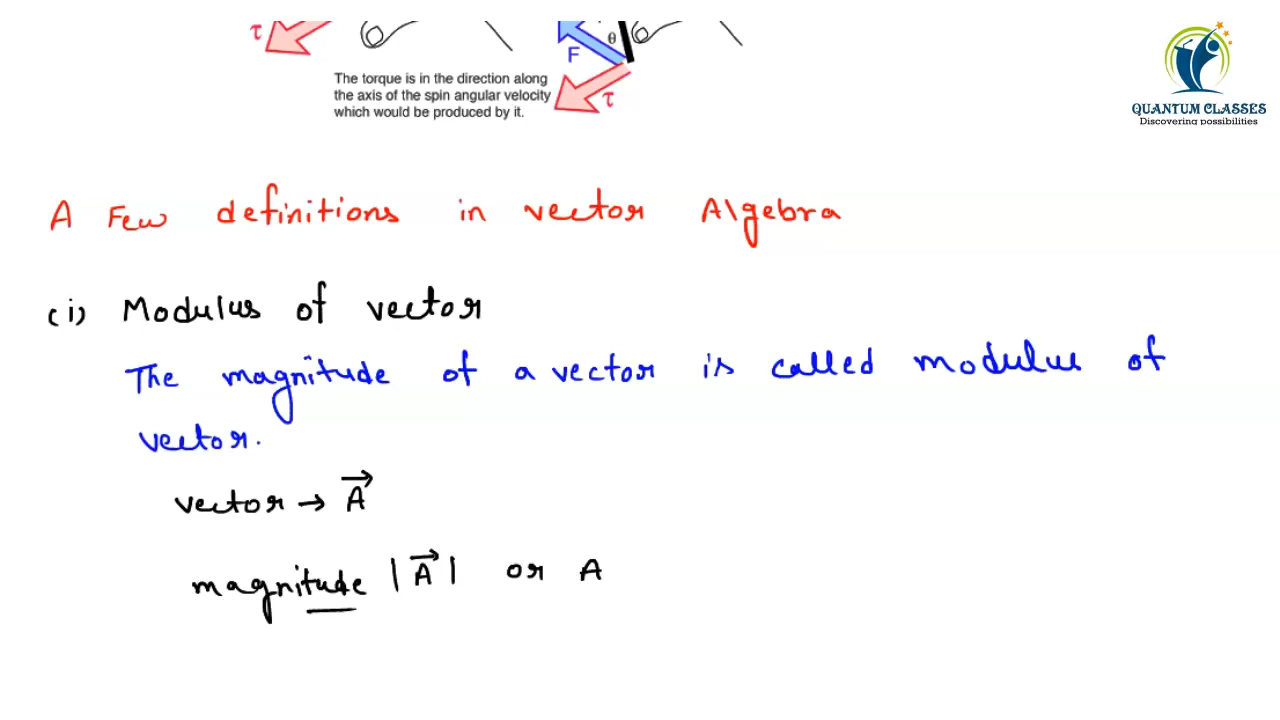 τ
θ
F
The torque is in the direction along
the axis of the spin angular velocity
which would be produced by it.
τ
QUANTUM CLASSES
Discovering possibilities
A Few definitions in vector Algebra
(i) Modulus of vector
The magnitude of a vector is called modulus of
vector.
vector → A⃗
magnitude |A⃗| or A